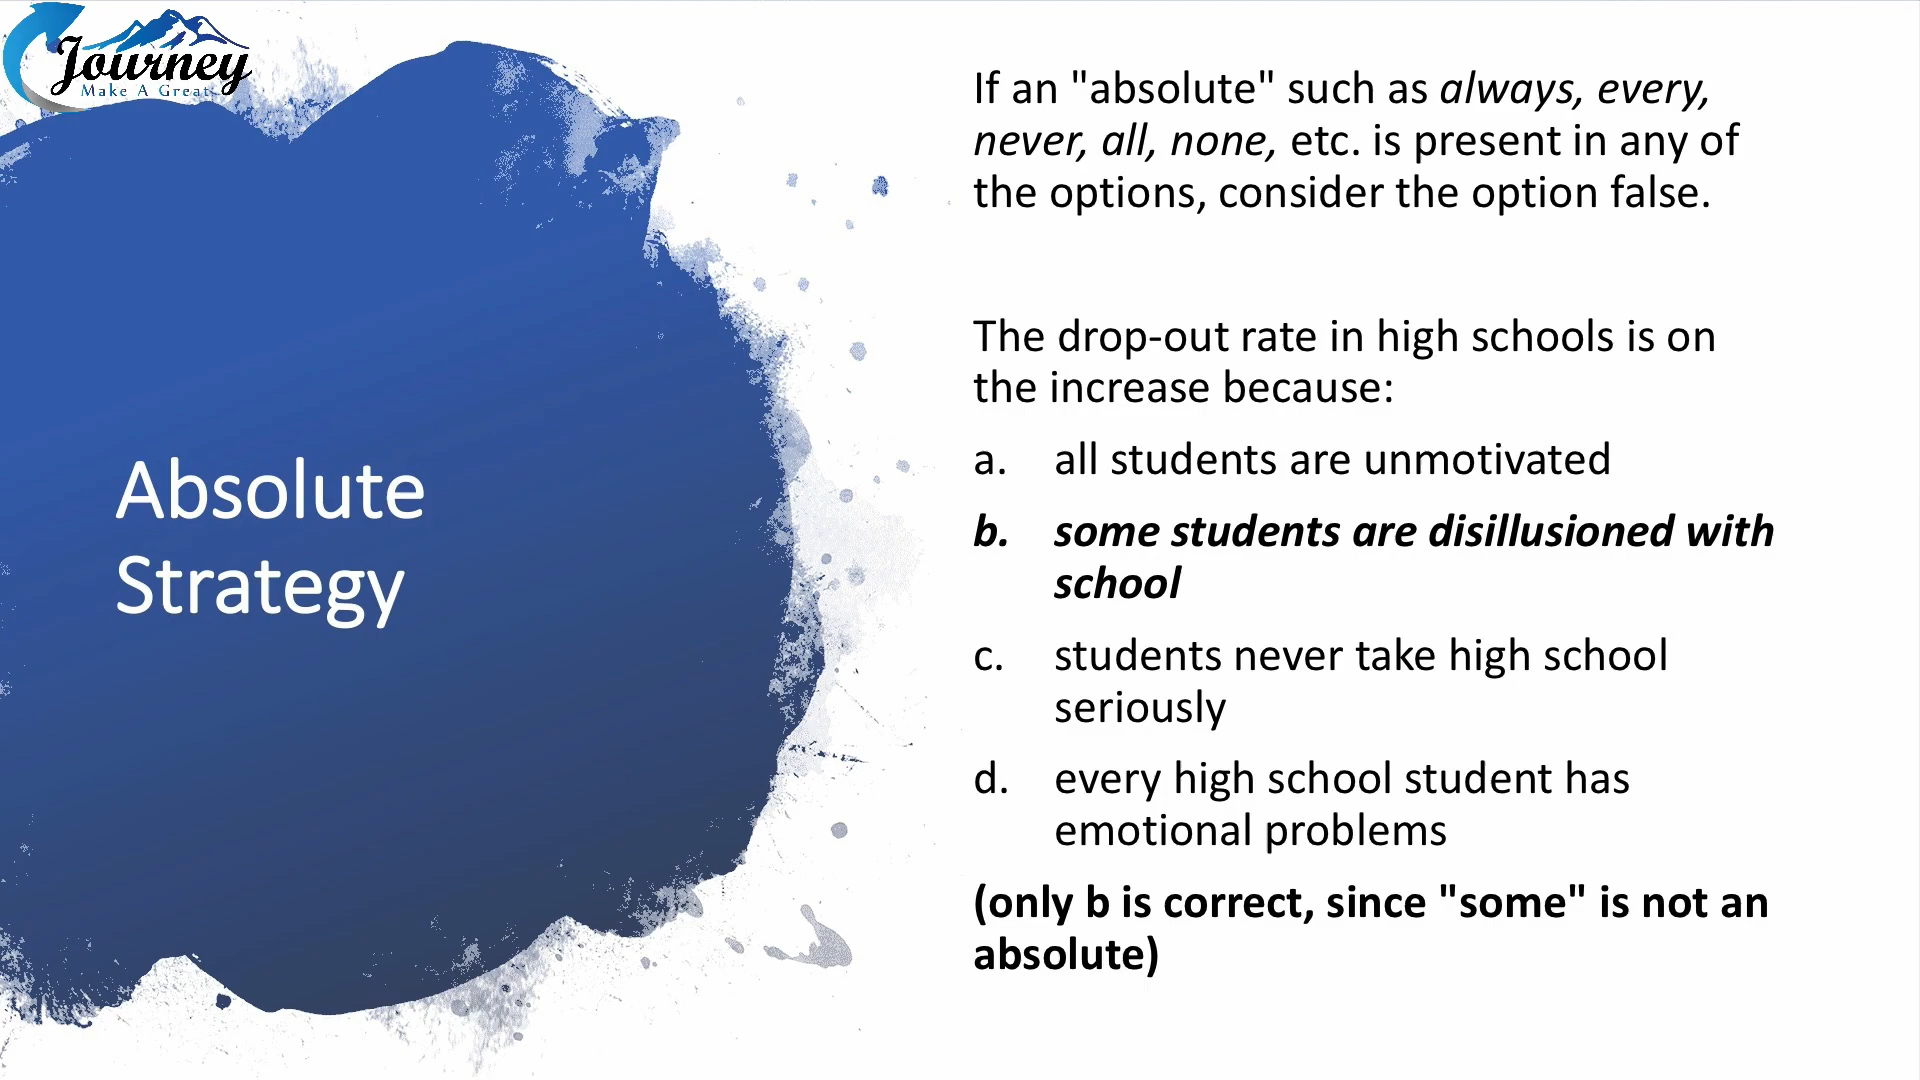 Journey
Make A Great
Absolute
Strategy
If an "absolute" such as always, every,
never, all, none, etc. is present in any of
the options, consider the option false.
The drop-out rate in high schools is on
the increase because:
a. all students are unmotivated
b. some students are disillusioned with
school
c. students never take high school
seriously
d. every high school student has
emotional problems
(only b is correct, since "some" is not an
absolute)